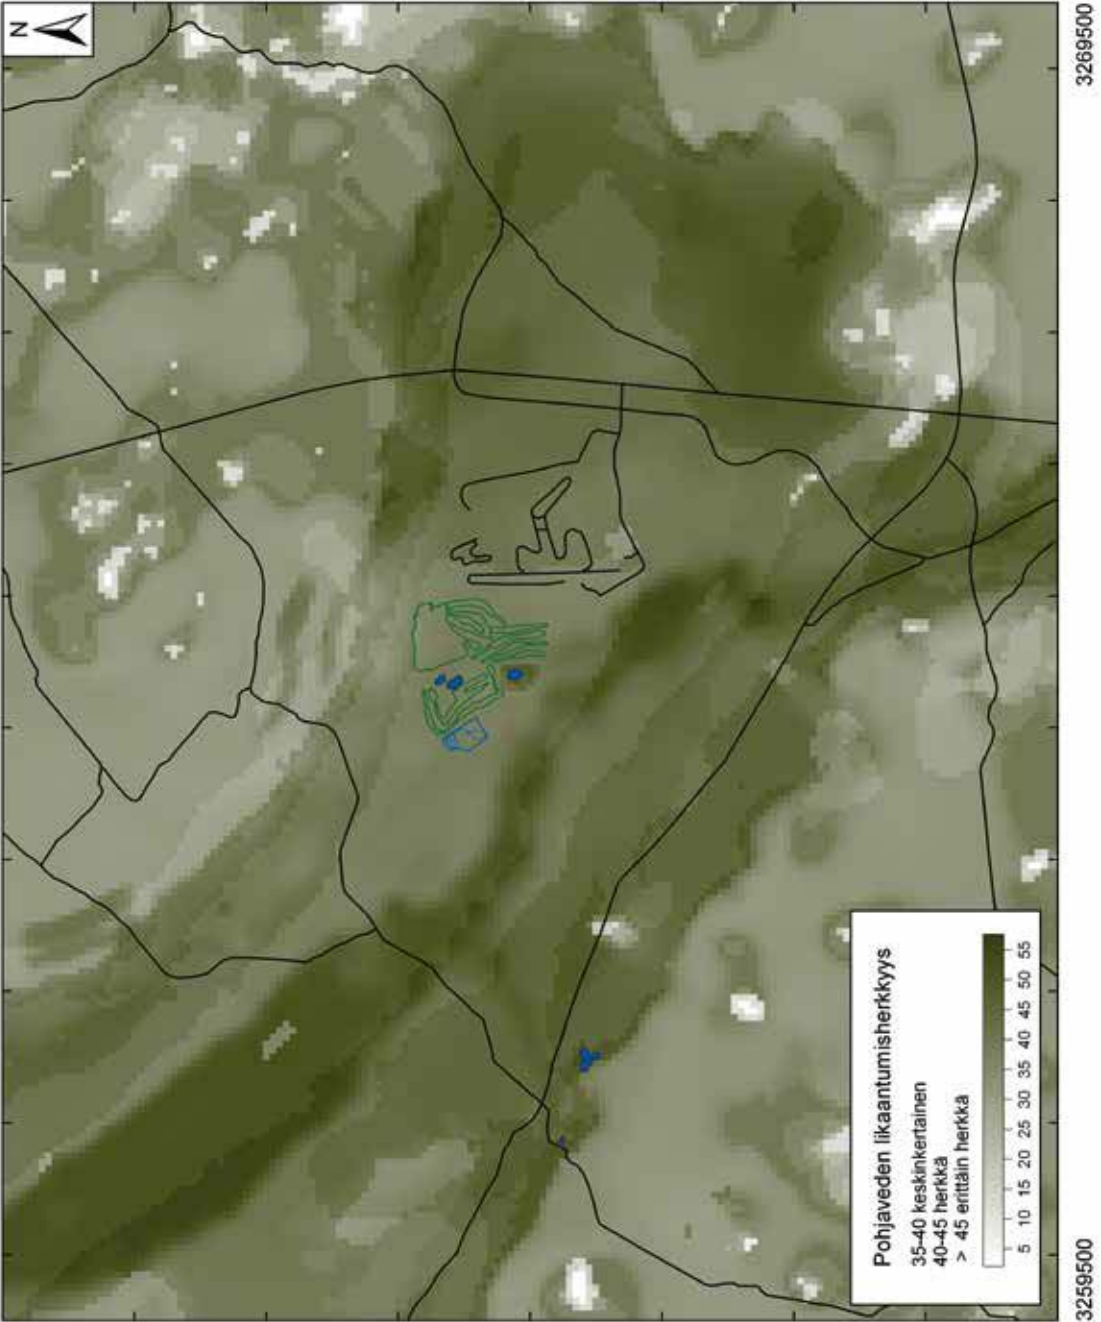 N
Pohjaveden likaantumisherkkyys
35-40 keskinkertainen
40-45 herkkä
> 45 erittäin herkkä
5 10 15 20 25 30 35 40 45 50 55
3259500
3269500